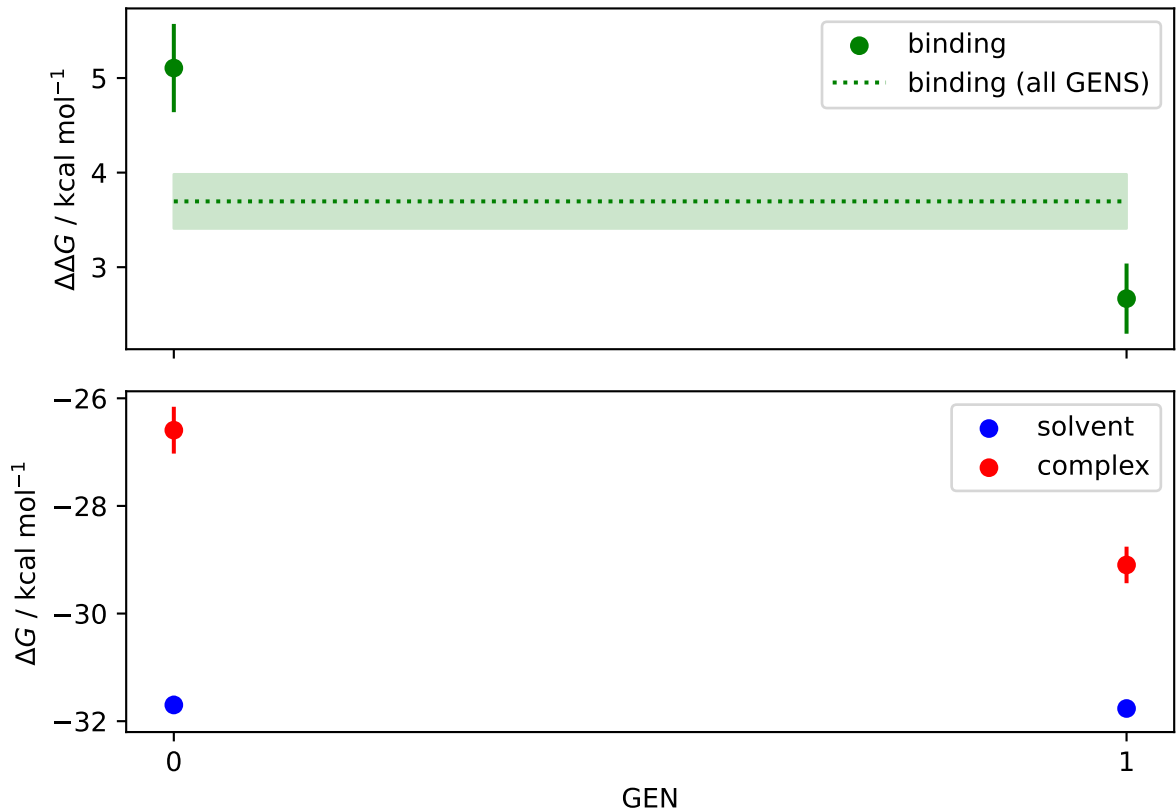 binding
binding (all GENS)
5
4
3
ΔΔG / kcal mol⁻¹
solvent
complex
−26
−28
−30
−32
ΔG / kcal mol⁻¹
0 1
GEN